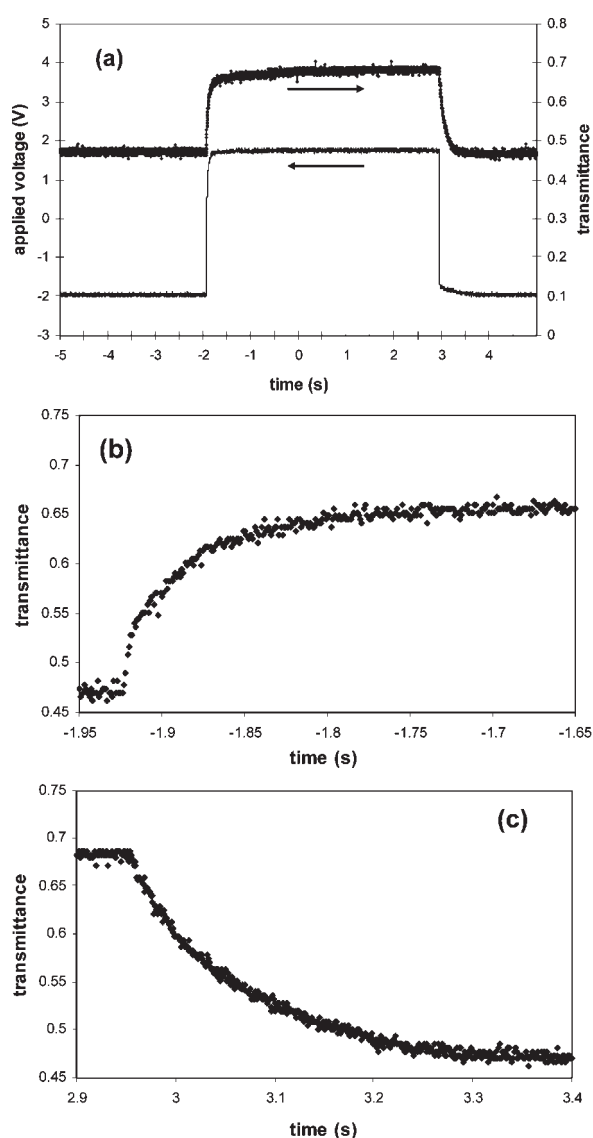 (a)
applied voltage (V)
5
4
3
2
1
0
-1
-2
-3
0.8
0.7
0.6
0.5
0.4
0.3
0.2
0.1
0
transmittance
-5 -4 -3 -2 -1 0 1 2 3 4
time (s)
(b)
transmittance
0.75
0.7
0.65
0.6
0.55
0.5
0.45
-1.95 -1.9 -1.85 -1.8 -1.75 -1.7 -1.65
time (s)
(c)
transmittance
0.75
0.7
0.65
0.6
0.55
0.5
0.45
2.9 3 3.1 3.2 3.3 3.4
time (s)